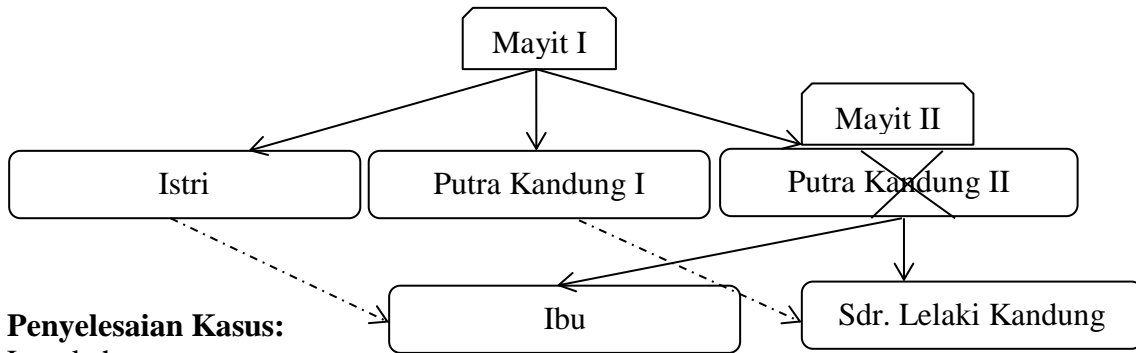 Mayit I
Mayit II
Istri
Putra Kandung I
Putra Kandung II
Ibu
Sdr. Lelaki Kandung
Penyelesaian Kasus: